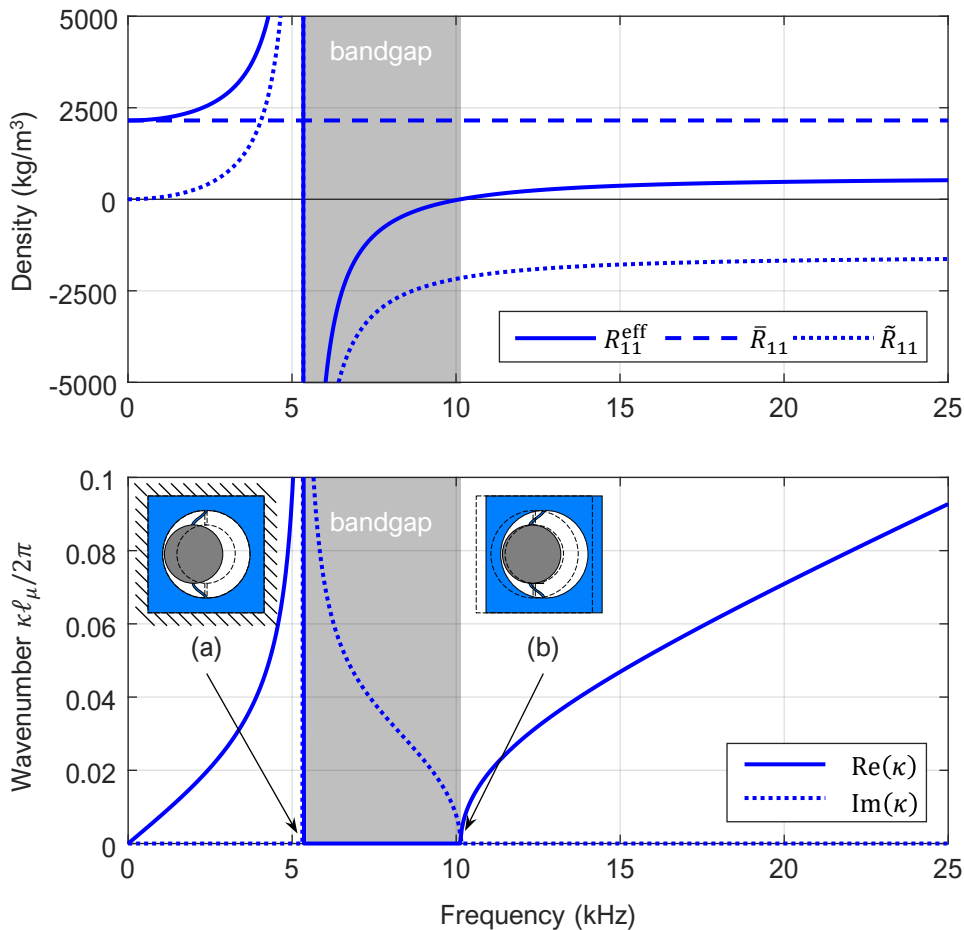 5000
2500
0
-2500
-5000
Density (kg/m³)
bandgap
R₁₁ᵉᶠᶠ R̄₁₁ R̃₁₁
0 5 10 15 20 25
0.1
0.08
0.06
0.04
0.02
0
Wavenumber κℓ_μ/2π
bandgap
(a) (b)
Re(κ)
Im(κ)
0 5 10 15 20 25
Frequency (kHz)